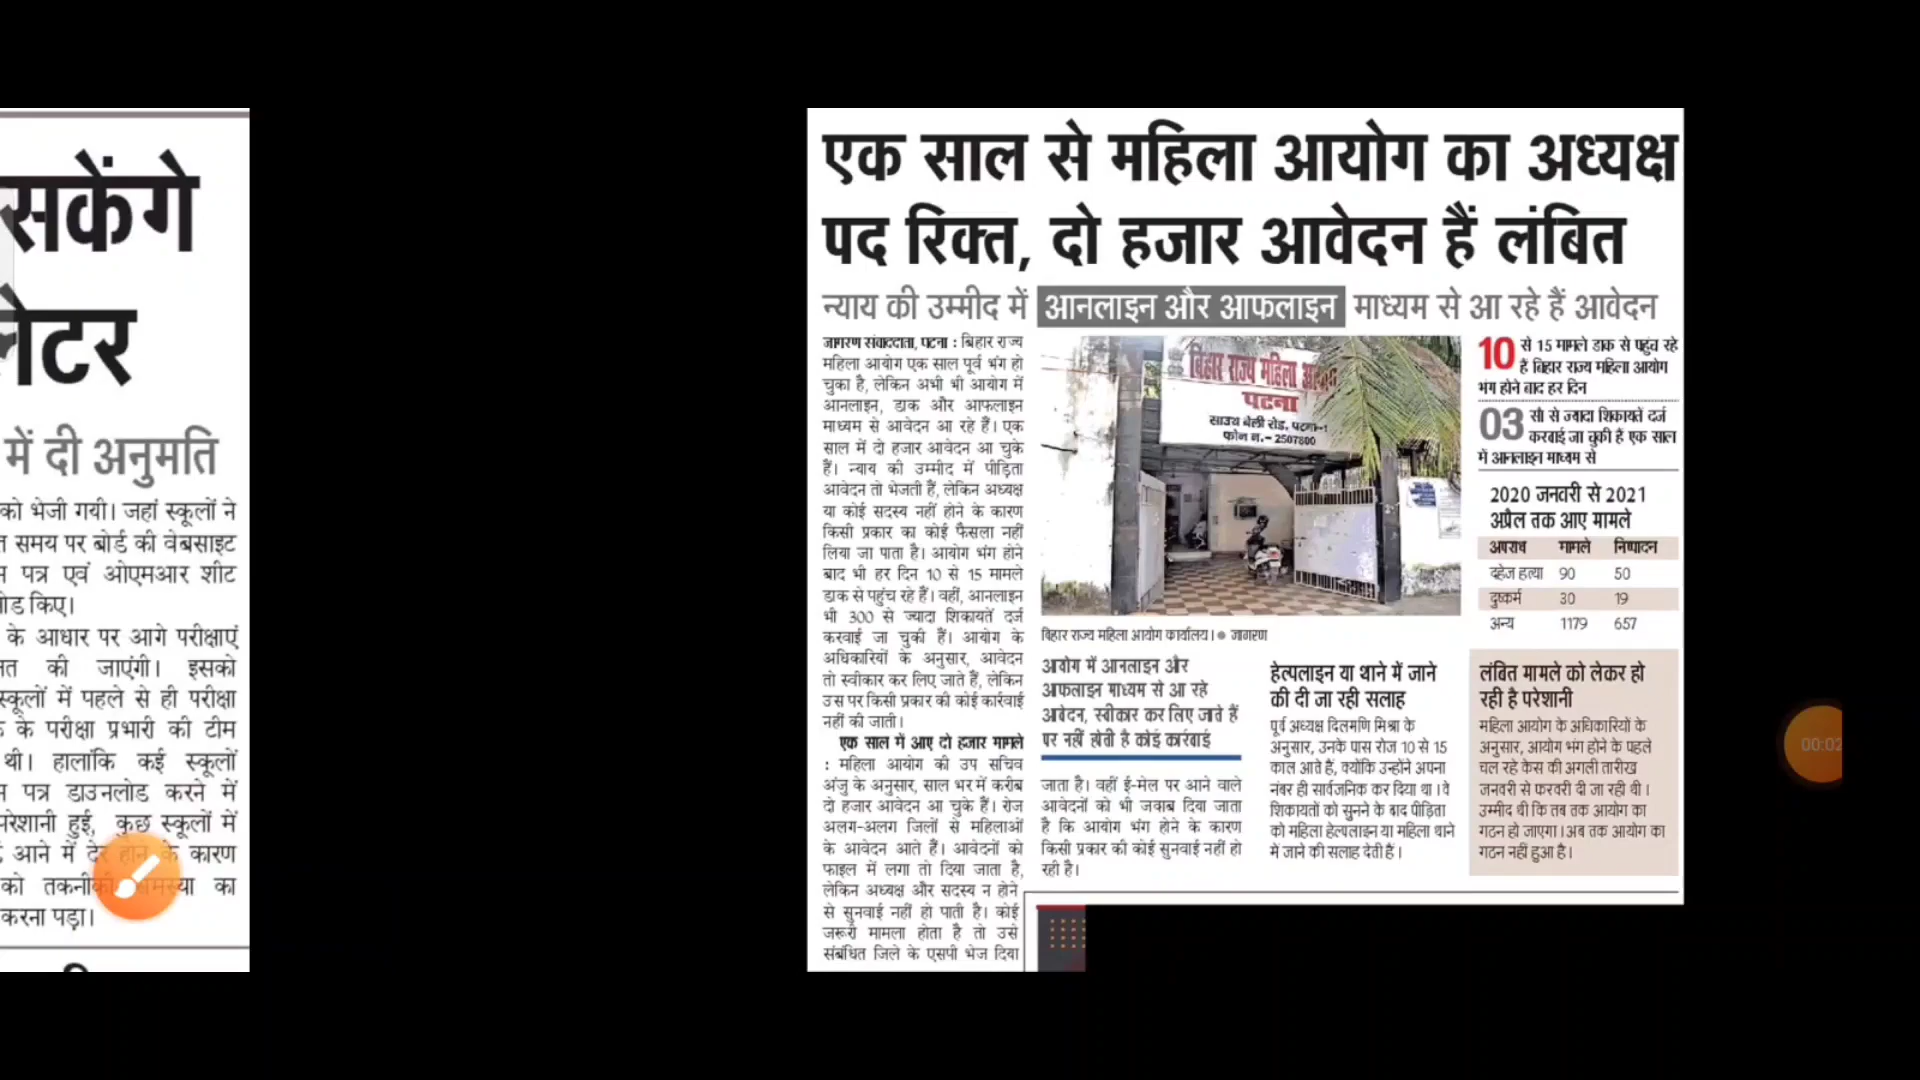 सकेंगे
लेटर
में दी अनुमति
को भेजी गयी। जहां स्कूलों ने
समय पर बोर्ड की वेबसाइट
पत्र एवं ओएमआर शीट
किए।
के आधार पर आगे परीक्षाएं
की जाएंगी। इसको
स्कूलों में पहले से ही परीक्षा
के परीक्षा प्रभारी की टीम
थी। हालांकि कई स्कूलों
पत्र डाउनलोड करने में
परेशानी हुई, कुछ स्कूलों में
आने में देर होने के कारण
को तकनीकी समस्या का
करना पड़ा।
एक साल से महिला आयोग का अध्यक्ष
पद रिक्त, दो हजार आवेदन हैं लंबित
न्याय की उम्मीद में आनलाइन और आफलाइन माध्यम से आ रहे हैं आवेदन
जागरण संवाददाता, पटना : बिहार राज्य
महिला आयोग एक साल पूर्व भंग हो
चुका है, लेकिन अभी भी आयोग में
आनलाइन, डाक और आफलाइन
माध्यम से आवेदन आ रहे हैं। एक
साल में दो हजार आवेदन आ चुके
हैं। न्याय की उम्मीद में पीड़िता
आवेदन तो भेजती हैं, लेकिन अध्यक्ष
या कोई सदस्य नहीं होने के कारण
किसी प्रकार का कोई फैसला नहीं
लिया जा पाता है। आयोग भंग होने
बाद भी हर दिन 10 से 15 मामले
डाक से पहुंच रहे हैं। वहीं, आनलाइन
भी 300 से ज्यादा शिकायतें दर्ज
करवाई जा चुकी हैं। आयोग के
अधिकारियों के अनुसार, आवेदन
तो स्वीकार कर लिए जाते हैं, लेकिन
उस पर किसी प्रकार की कोई कार्रवाई
नहीं की जाती।
एक साल में आए दो हजार मामले
: महिला आयोग की उप सचिव
अंजु के अनुसार, साल भर में करीब
दो हजार आवेदन आ चुके हैं। रोज
अलग-अलग जिलों से महिलाओं
के आवेदन आते हैं। आवेदनों को
फाइल में लगा तो दिया जाता है,
लेकिन अध्यक्ष और सदस्य न होने
से सुनवाई नहीं हो पाती है। कोई
जरूरी मामला होता है तो उसे
संबंधित जिले के एसपी भेज दिया
बिहार राज्य महिला आयोग
पटना
साउथ बेली रोड, पटना-1
फोन न.- 2507800
बिहार राज्य महिला आयोग कार्यालय। ● जागरण
आयोग में आनलाइन और
आफलाइन माध्यम से आ रहे
आवेदन, स्वीकार कर लिए जाते हैं
पर नहीं होती है कोई कार्रवाई
जाता है। वहीं ई-मेल पर आने वाले
आवेदनों को भी जवाब दिया जाता
है कि आयोग भंग होने के कारण
किसी प्रकार की कोई सुनवाई नहीं हो
रही है।
हेल्पलाइन या थाने में जाने
की दी जा रही सलाह
पूर्व अध्यक्ष दिलमणि मिश्रा के
अनुसार, उनके पास रोज 10 से 15
काल आते हैं, क्योंकि उन्होंने अपना
नंबर ही सार्वजनिक कर दिया था। वे
शिकायतों को सुनने के बाद पीड़िता
को महिला हेल्पलाइन या महिला थाने
में जाने की सलाह देती हैं।
10 से 15 मामले डाक से पहुंच रहे
हैं बिहार राज्य महिला आयोग
भंग होने बाद हर दिन
03 सौ से ज्यादा शिकायतें दर्ज
करवाई जा चुकी हैं एक साल
में आनलाइन माध्यम से
2020 जनवरी से 2021
अप्रैल तक आए मामले
अपराध मामले निष्पादन
दहेज हत्या 90 50
दुष्कर्म 30 19
अन्य 1179 657
लंबित मामले को लेकर हो
रही है परेशानी
महिला आयोग के अधिकारियों के
अनुसार, आयोग भंग होने के पहले
चल रहे केस की अगली तारीख
जनवरी से फरवरी दी जा रही थी।
उम्मीद थी कि तब तक आयोग का
गठन हो जाएगा। अब तक आयोग का
गठन नहीं हुआ है।
00:02